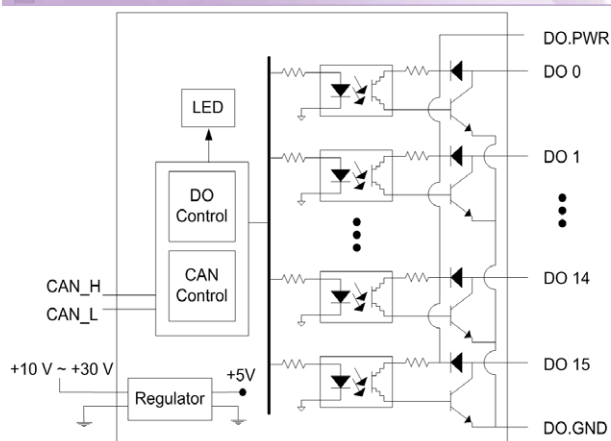 DO.PWR
DO 0
LED
DO 1
DO
Control
CAN
Control
CAN_H
CAN_L
DO 14
+10 V ~ +30 V
+5V
Regulator
DO 15
DO.GND